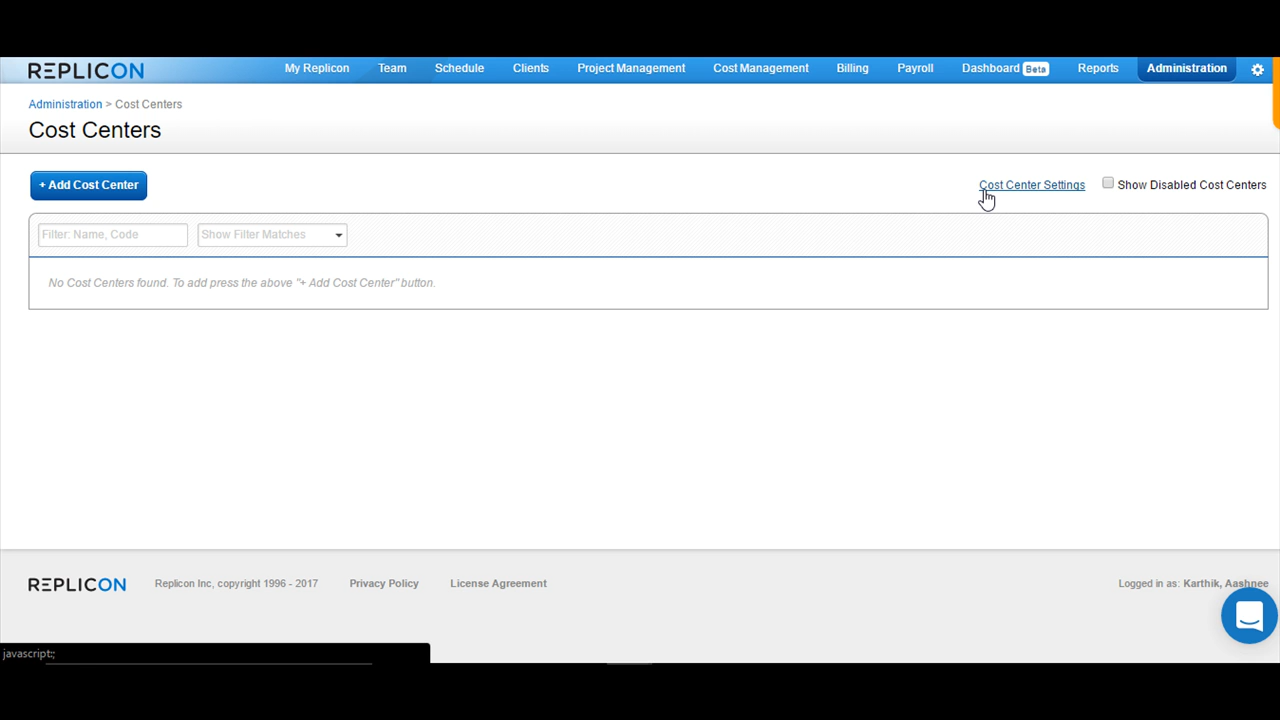 REPLICON My Replicon Team Schedule Clients Project Management Cost Management Billing Payroll Dashboard Beta Reports Administration
Administration > Cost Centers
Cost Centers
+ Add Cost Center Cost Center Settings Show Disabled Cost Centers
Filter: Name, Code Show Filter Matches
No Cost Centers found. To add press the above "+ Add Cost Center" button.
REPLICON Replicon Inc, copyright 1996 - 2017 Privacy Policy License Agreement Logged in as: Karthik, Aashnee
javascript:;